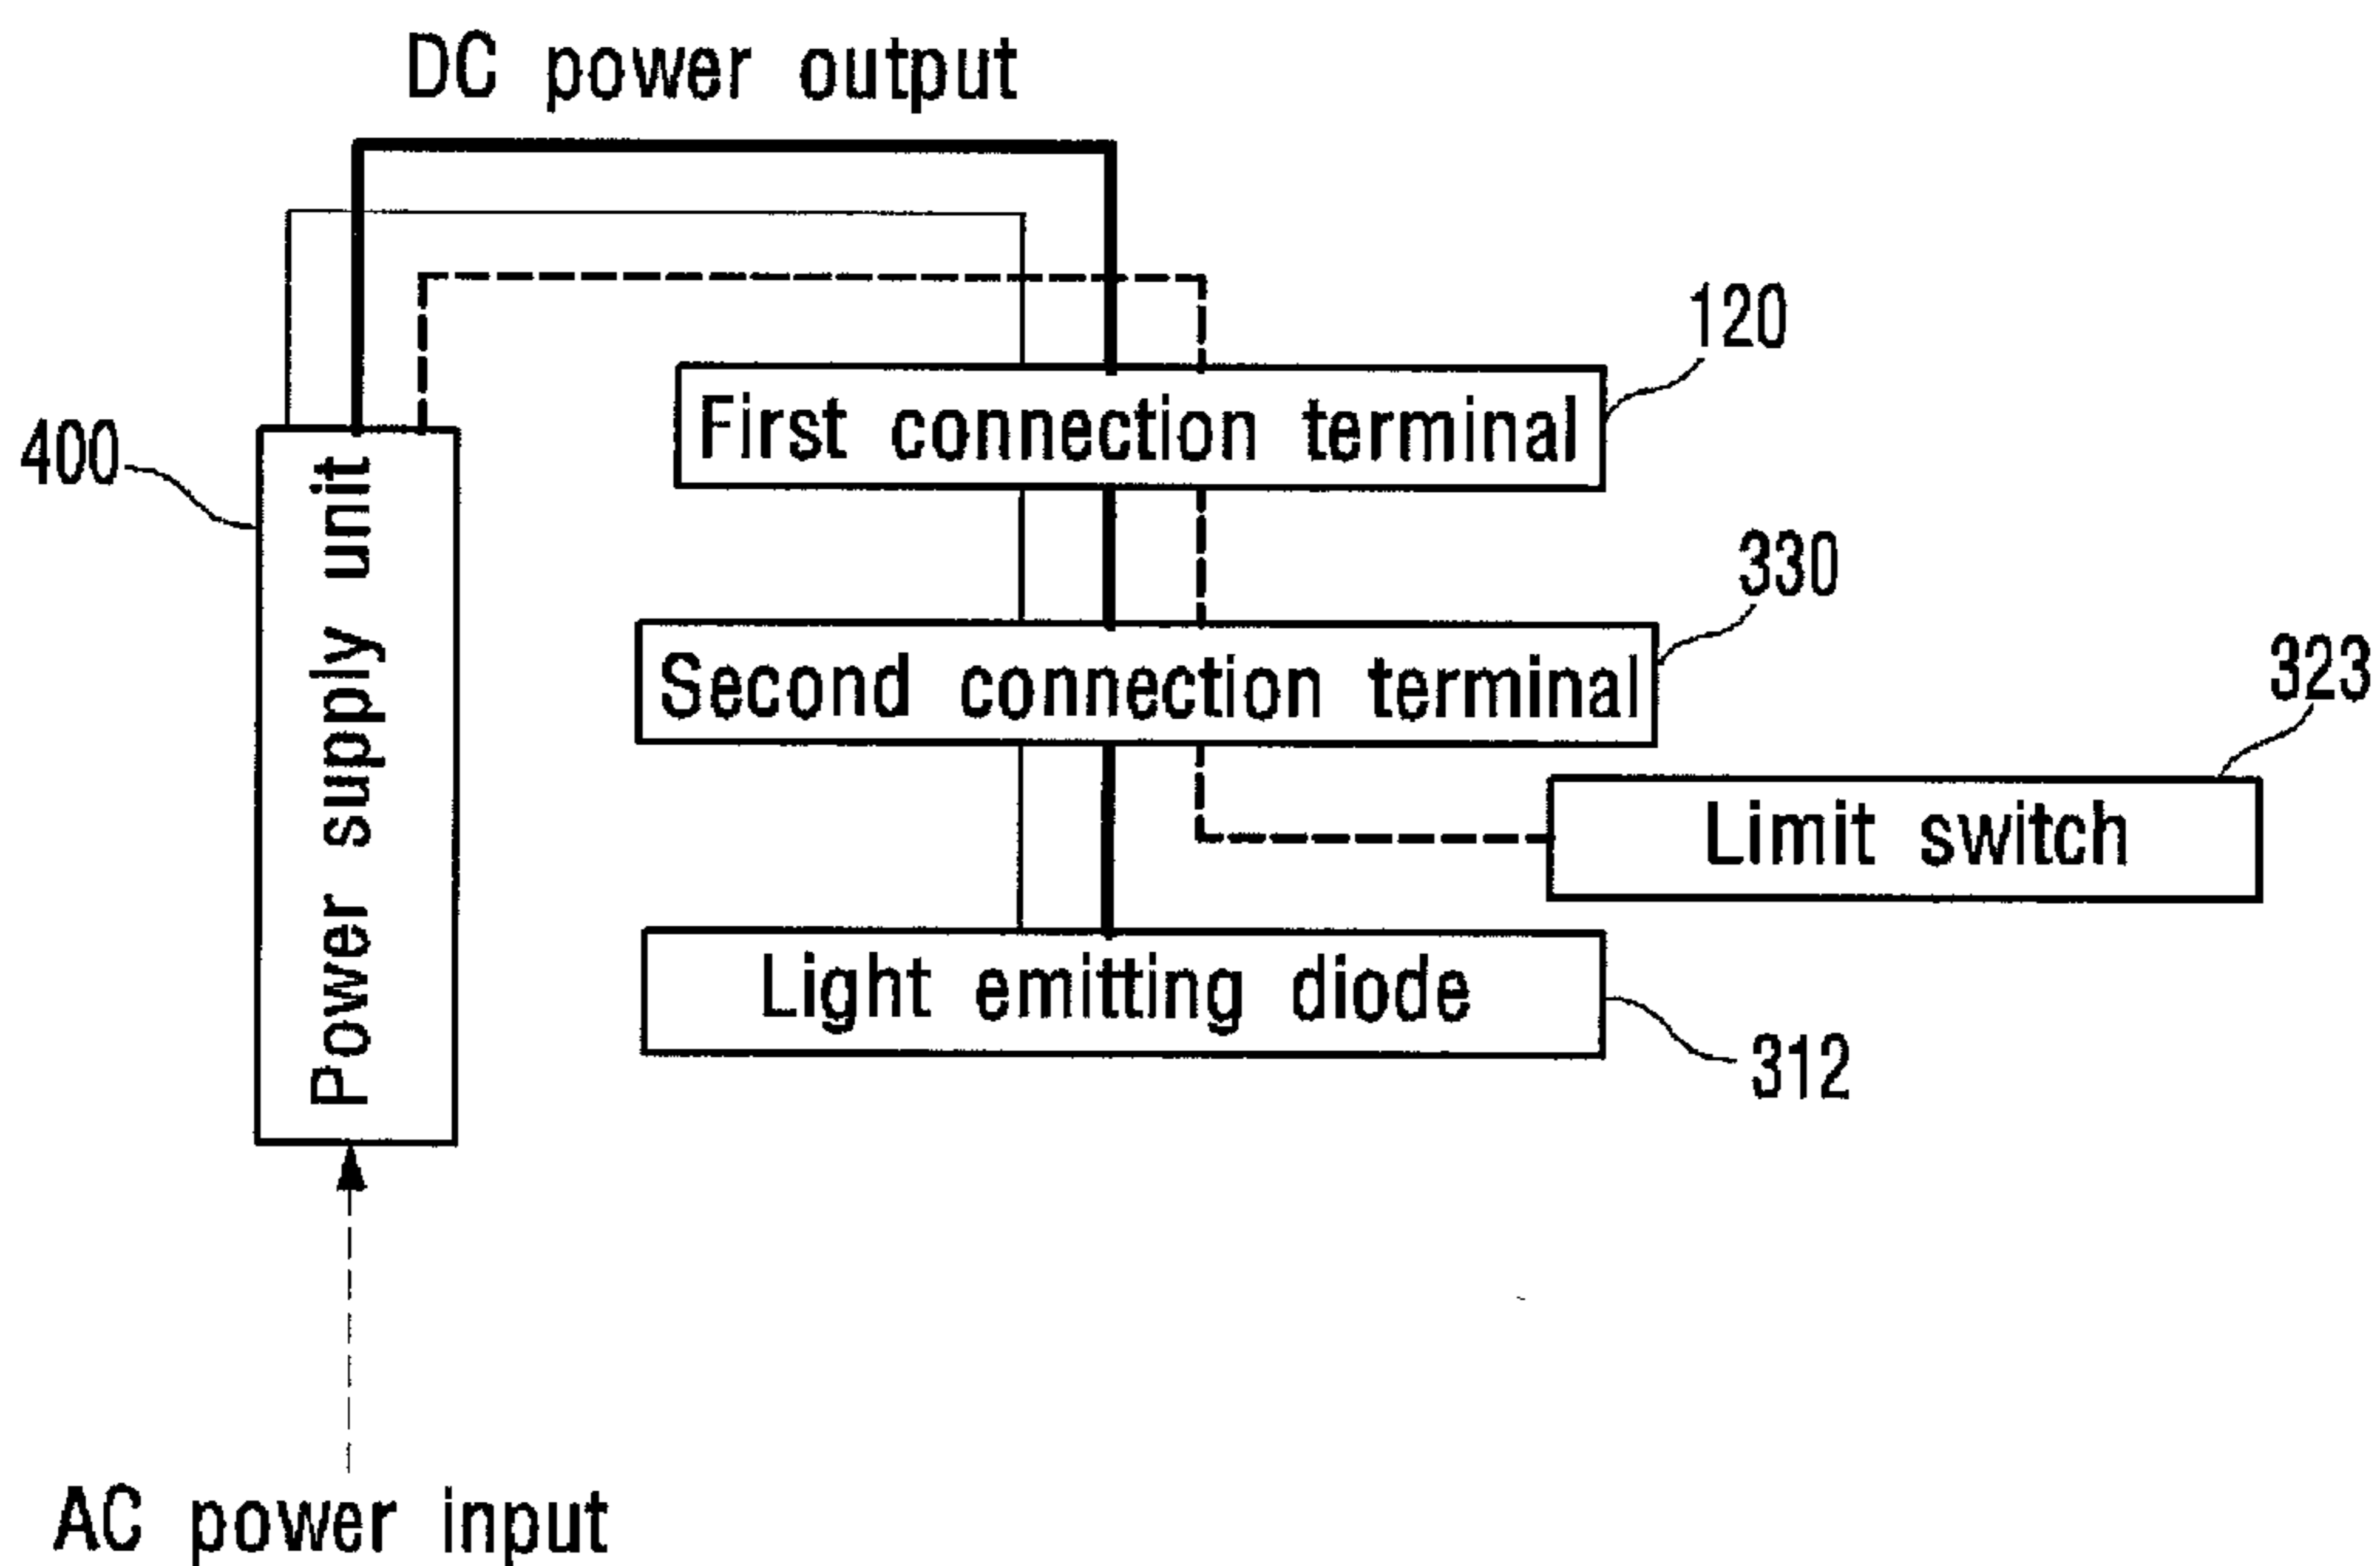 DC power output
120
First connection terminal
400
Power supply unit
330
Second connection terminal
323
Limit switch
Light emitting diode
312
AC power input